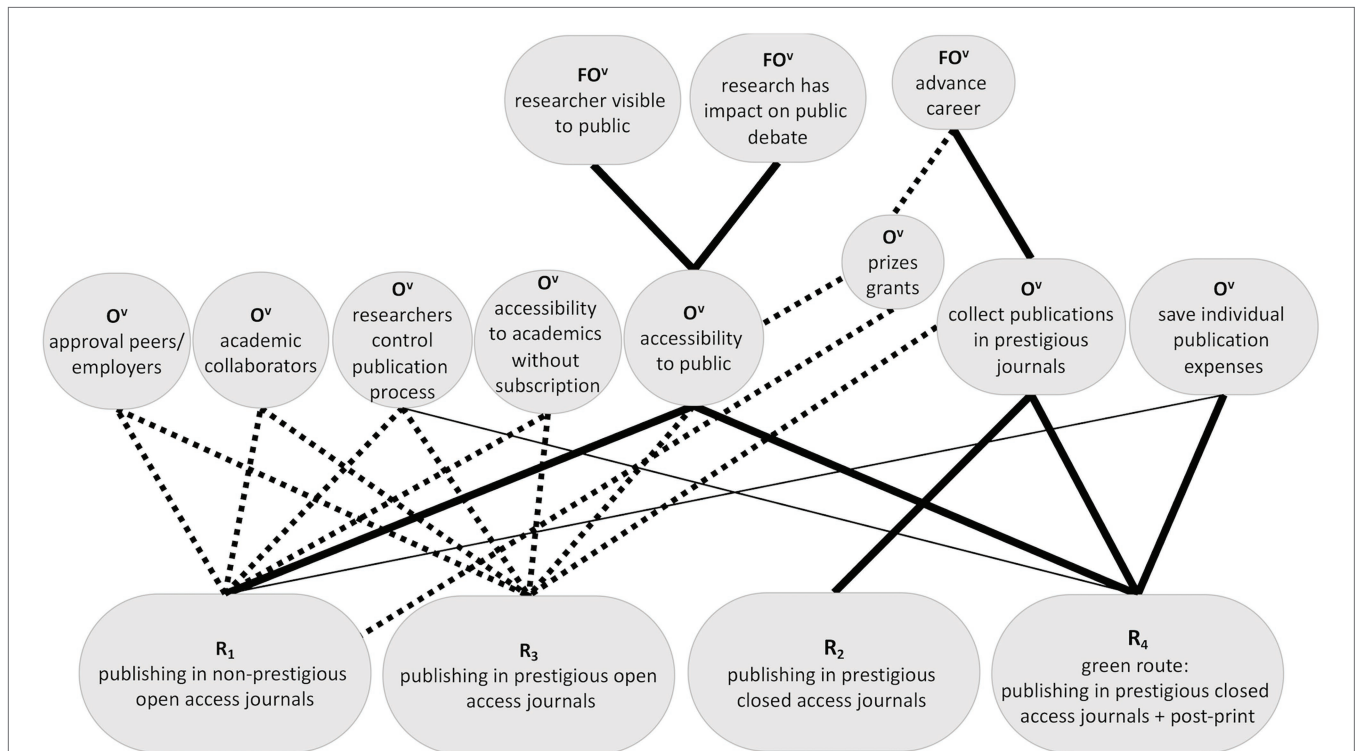 FOᵛ
researcher visible
to public
FOᵛ
research has
impact on public
debate
FOᵛ
advance
career
Oᵛ
prizes
grants
Oᵛ
approval peers/
employers
Oᵛ
academic
collaborators
Oᵛ
researchers
control
publication
process
Oᵛ
accessibility
to academics
without
subscription
Oᵛ
accessibility
to public
Oᵛ
collect publications
in prestigious
journals
Oᵛ
save individual
publication
expenses
R₁
publishing in non-prestigious
open access journals
R₃
publishing in prestigious open
access journals
R₂
publishing in prestigious
closed access journals
R₄
green route:
publishing in prestigious closed
access journals + post-print